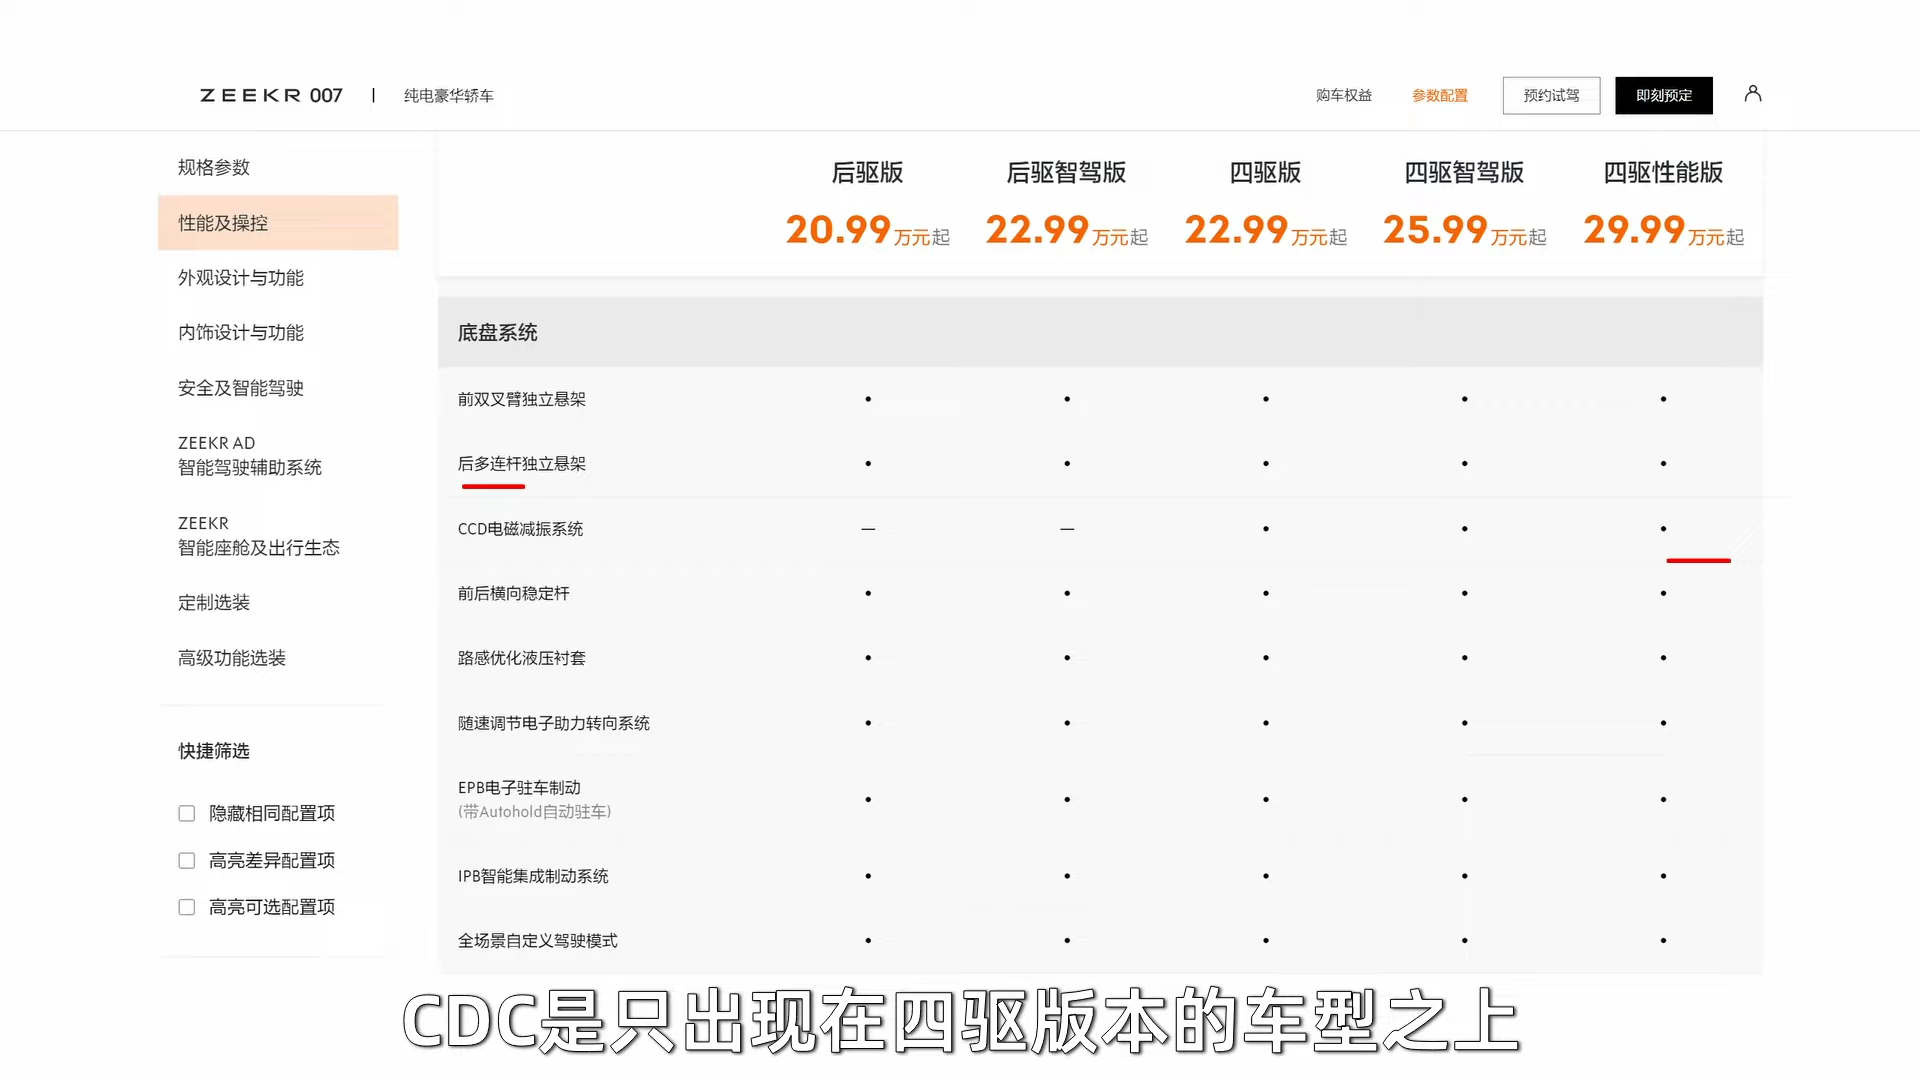 ZEEKR 007 | 纯电豪华轿车
购车权益 参数配置 预约试驾 即刻预定
规格参数
性能及操控
外观设计与功能
内饰设计与功能
安全及智能驾驶
ZEEKR AD
智能驾驶辅助系统
ZEEKR
智能座舱及出行生态
定制选装
高级功能选装
快捷筛选
隐藏相同配置项
高亮差异配置项
高亮可选配置项
后驱版 后驱智驾版 四驱版 四驱智驾版 四驱性能版
20.99万元起 22.99万元起 22.99万元起 25.99万元起 29.99万元起
底盘系统
前双叉臂独立悬架 • • • • •
后多连杆独立悬架 • • • • •
CCD电磁减振系统 — — • • •
前后横向稳定杆 • • • • •
路感优化液压衬套 • • • • •
随速调节电子助力转向系统 • • • • •
EPB电子驻车制动
(带Autohold自动驻车) • • • • •
IPB智能集成制动系统 • • • • •
全场景自定义驾驶模式 • • • • •
CDC是只出现在四驱版本的车型之上